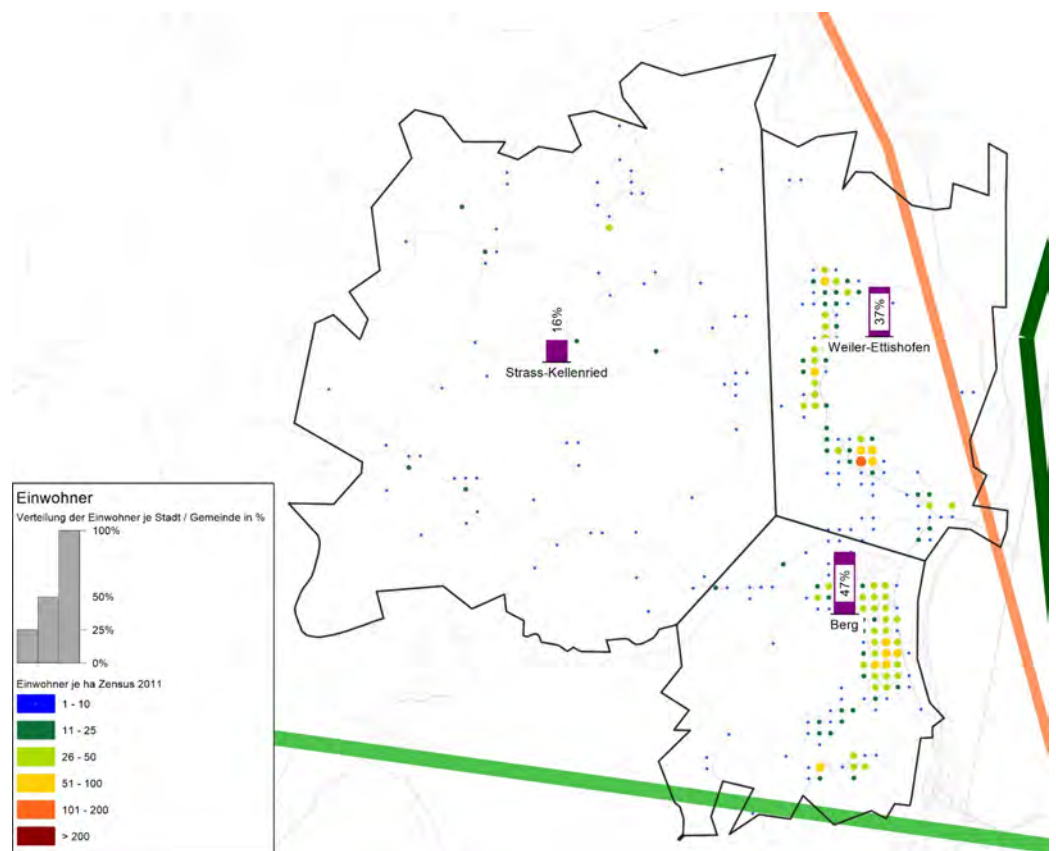 16%
Strass-Kellenried
37%
Weiler-Ettishofen
47%
Berg
Einwohner
Verteilung der Einwohner je Stadt / Gemeinde in %
100%
50%
25%
0%
Einwohner je ha Zensus 2011
1 - 10
11 - 25
26 - 50
51 - 100
101 - 200
> 200